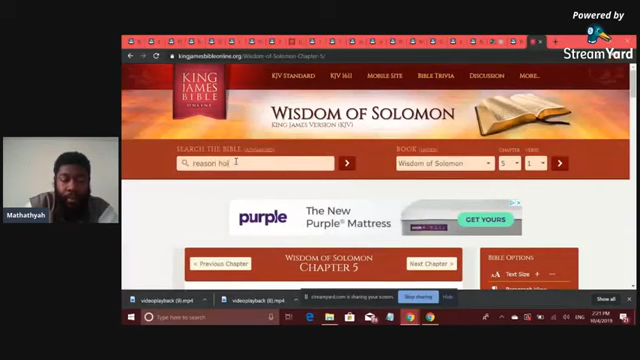 Powered by
StreamYard
kingjamesbibleonline.org/Wisdom-of-Solomon-Chapter-5/
KING JAMES BIBLE ONLINE
KJV STANDARD KJV 1611 MOBILE SITE BIBLE TRIVIA DISCUSSION MORE...
WISDOM OF SOLOMON
KING JAMES VERSION (KJV)
SEARCH THE BIBLE (ADVANCED)
BOOK CHAPTER VERSE
reason hoi
Wisdom of Solomon 5 1
Mathathyah
purple
The New
Purple® Mattress
GET YOURS
< Previous Chapter
WISDOM OF SOLOMON
CHAPTER 5
Next Chapter >
BIBLE OPTIONS
AA Text Size + −
videoplayback (9).mp4
videoplayback (8).mp4
streamyard.com is sharing your screen.
Stop sharing
Hide
Show all
Type here to search
2:21 PM
10/4/2019